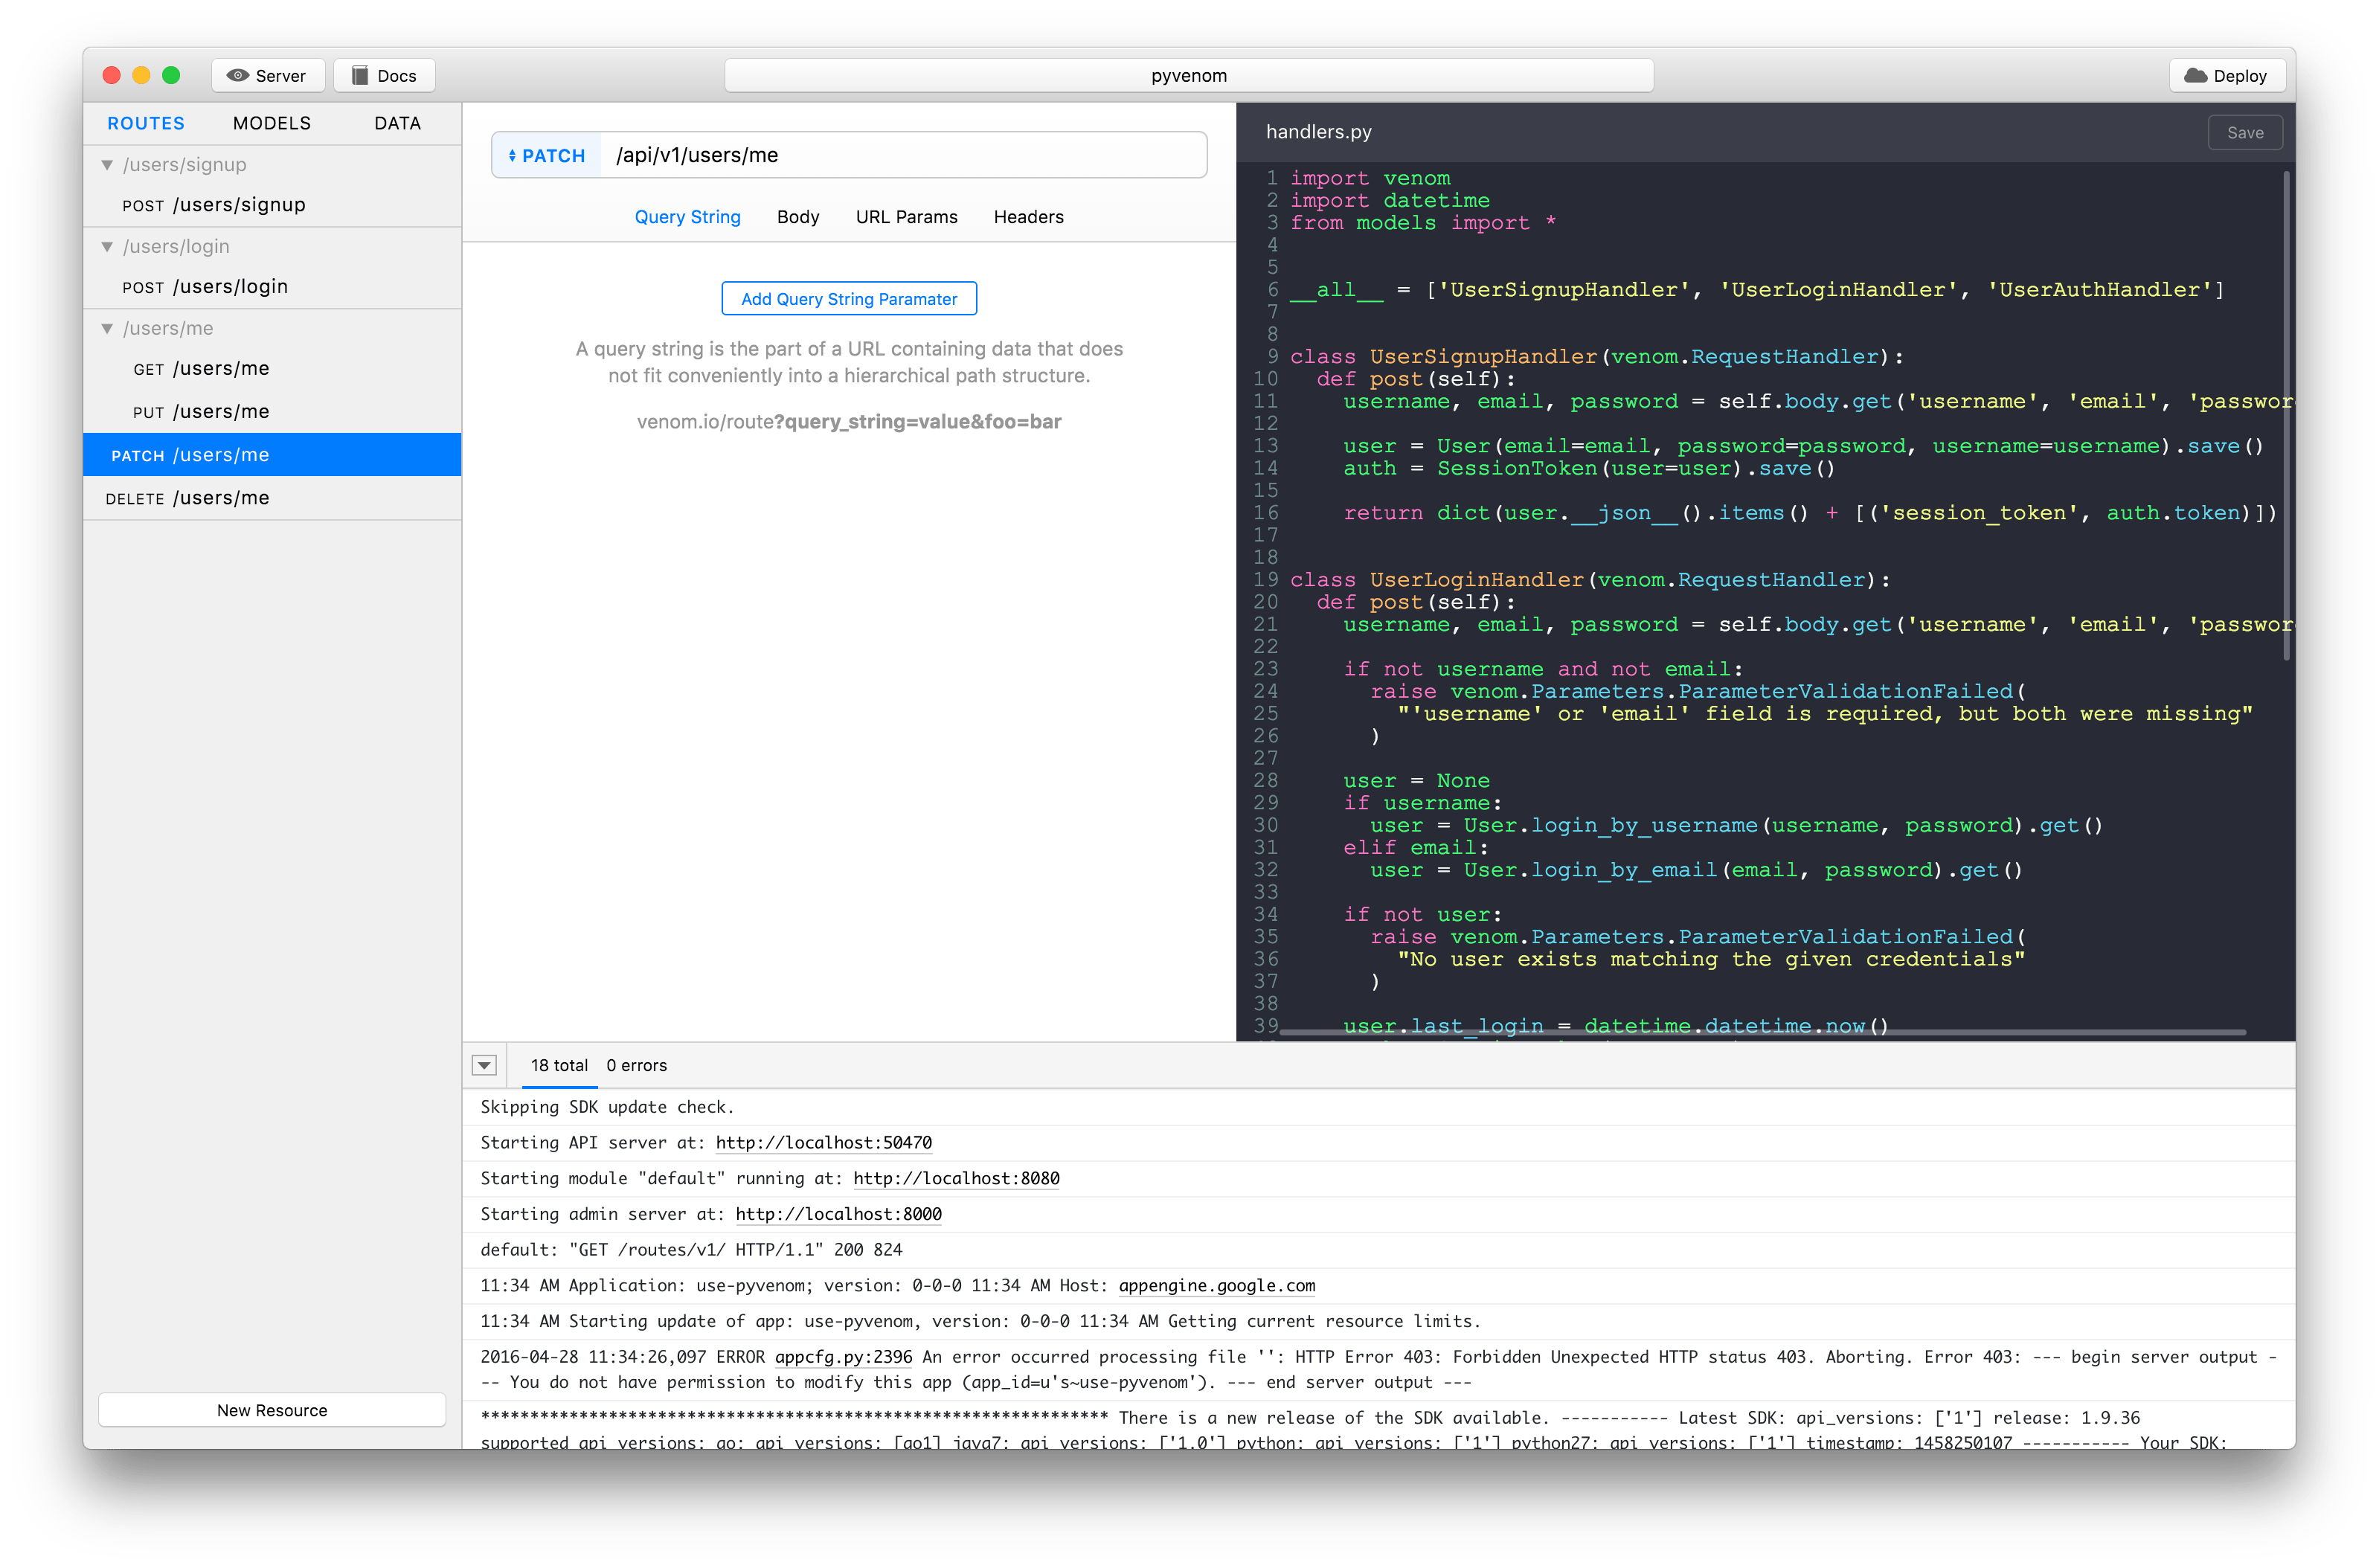 Server
Docs
pyvenom
Deploy
ROUTES MODELS DATA
/users/signup
POST /users/signup
/users/login
POST /users/login
/users/me
GET /users/me
PUT /users/me
PATCH /users/me
DELETE /users/me
New Resource
PATCH /api/v1/users/me
Query String Body URL Params Headers
Add Query String Paramater
A query string is the part of a URL containing data that does
not fit conveniently into a hierarchical path structure.
venom.io/route?query_string=value&foo=bar
handlers.py
Save
1 import venom
2 import datetime
3 from models import *
4
5
6 __all__ = ['UserSignupHandler', 'UserLoginHandler', 'UserAuthHandler']
7
8
9 class UserSignupHandler(venom.RequestHandler):
10 def post(self):
11 username, email, password = self.body.get('username', 'email', 'passwor
12
13 user = User(email=email, password=password, username=username).save()
14 auth = SessionToken(user=user).save()
15
16 return dict(user.__json__().items() + [('session_token', auth.token)])
17
18
19 class UserLoginHandler(venom.RequestHandler):
20 def post(self):
21 username, email, password = self.body.get('username', 'email', 'passwor
22
23 if not username and not email:
24 raise venom.Parameters.ParameterValidationFailed(
25 "'username' or 'email' field is required, but both were missing"
26 )
27
28 user = None
29 if username:
30 user = User.login_by_username(username, password).get()
31 elif email:
32 user = User.login_by_email(email, password).get()
33
34 if not user:
35 raise venom.Parameters.ParameterValidationFailed(
36 "No user exists matching the given credentials"
37 )
38
39 user.last_login = datetime.datetime.now()
18 total 0 errors
Skipping SDK update check.
Starting API server at: http://localhost:50470
Starting module "default" running at: http://localhost:8080
Starting admin server at: http://localhost:8000
default: "GET /routes/v1/ HTTP/1.1" 200 824
11:34 AM Application: use-pyvenom; version: 0-0-0 11:34 AM Host: appengine.google.com
11:34 AM Starting update of app: use-pyvenom, version: 0-0-0 11:34 AM Getting current resource limits.
2016-04-28 11:34:26,097 ERROR appcfg.py:2396 An error occurred processing file '': HTTP Error 403: Forbidden Unexpected HTTP status 403. Aborting. Error 403: --- begin server output -
-- You do not have permission to modify this app (app_id=u's~use-pyvenom'). --- end server output ---
**************************************************************** There is a new release of the SDK available. ----------- Latest SDK: api_versions: ['1'] release: 1.9.36
supported_api_versions: go: api_versions: [go1] java7: api_versions: ['1.0'] python: api_versions: ['1'] python27: api_versions: ['1'] timestamp: 1458250107 ----------- Your SDK: